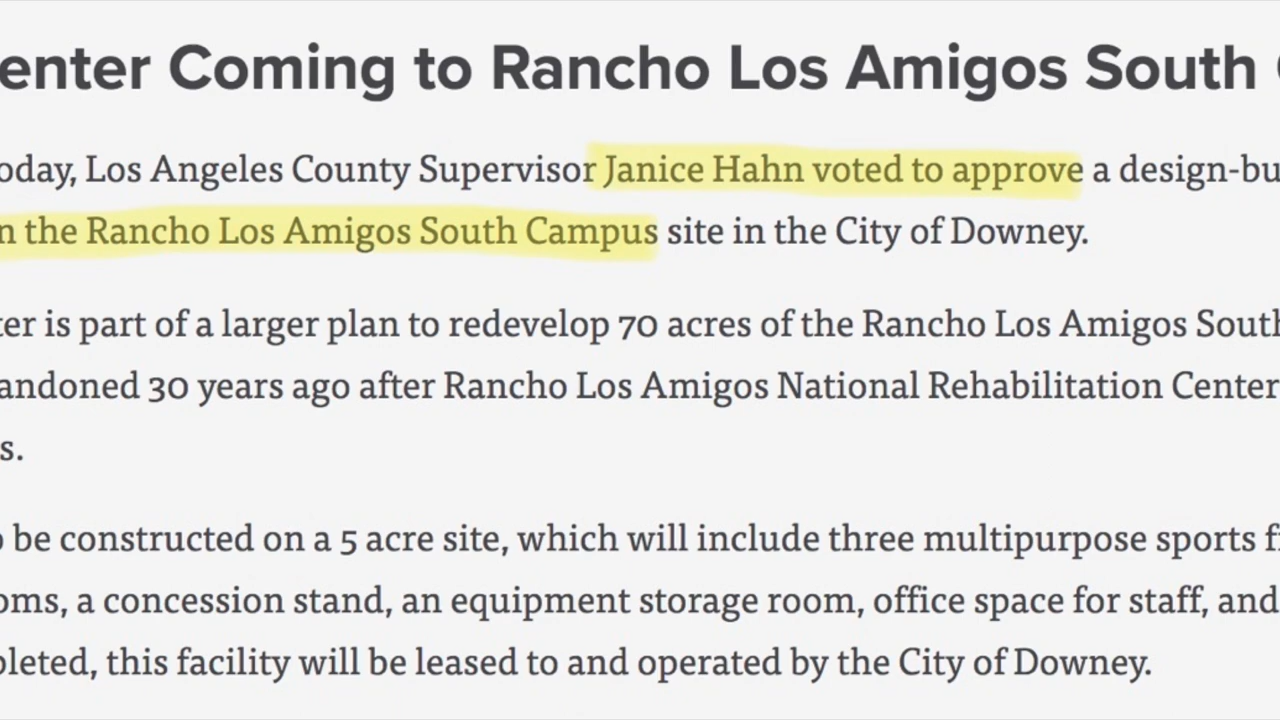 enter Coming to Rancho Los Amigos South
oday, Los Angeles County Supervisor Janice Hahn voted to approve a design-bu
n the Rancho Los Amigos South Campus site in the City of Downey.
ter is part of a larger plan to redevelop 70 acres of the Rancho Los Amigos South
andoned 30 years ago after Rancho Los Amigos National Rehabilitation Center
s.
o be constructed on a 5 acre site, which will include three multipurpose sports fi
oms, a concession stand, an equipment storage room, office space for staff, and
pleted, this facility will be leased to and operated by the City of Downey.